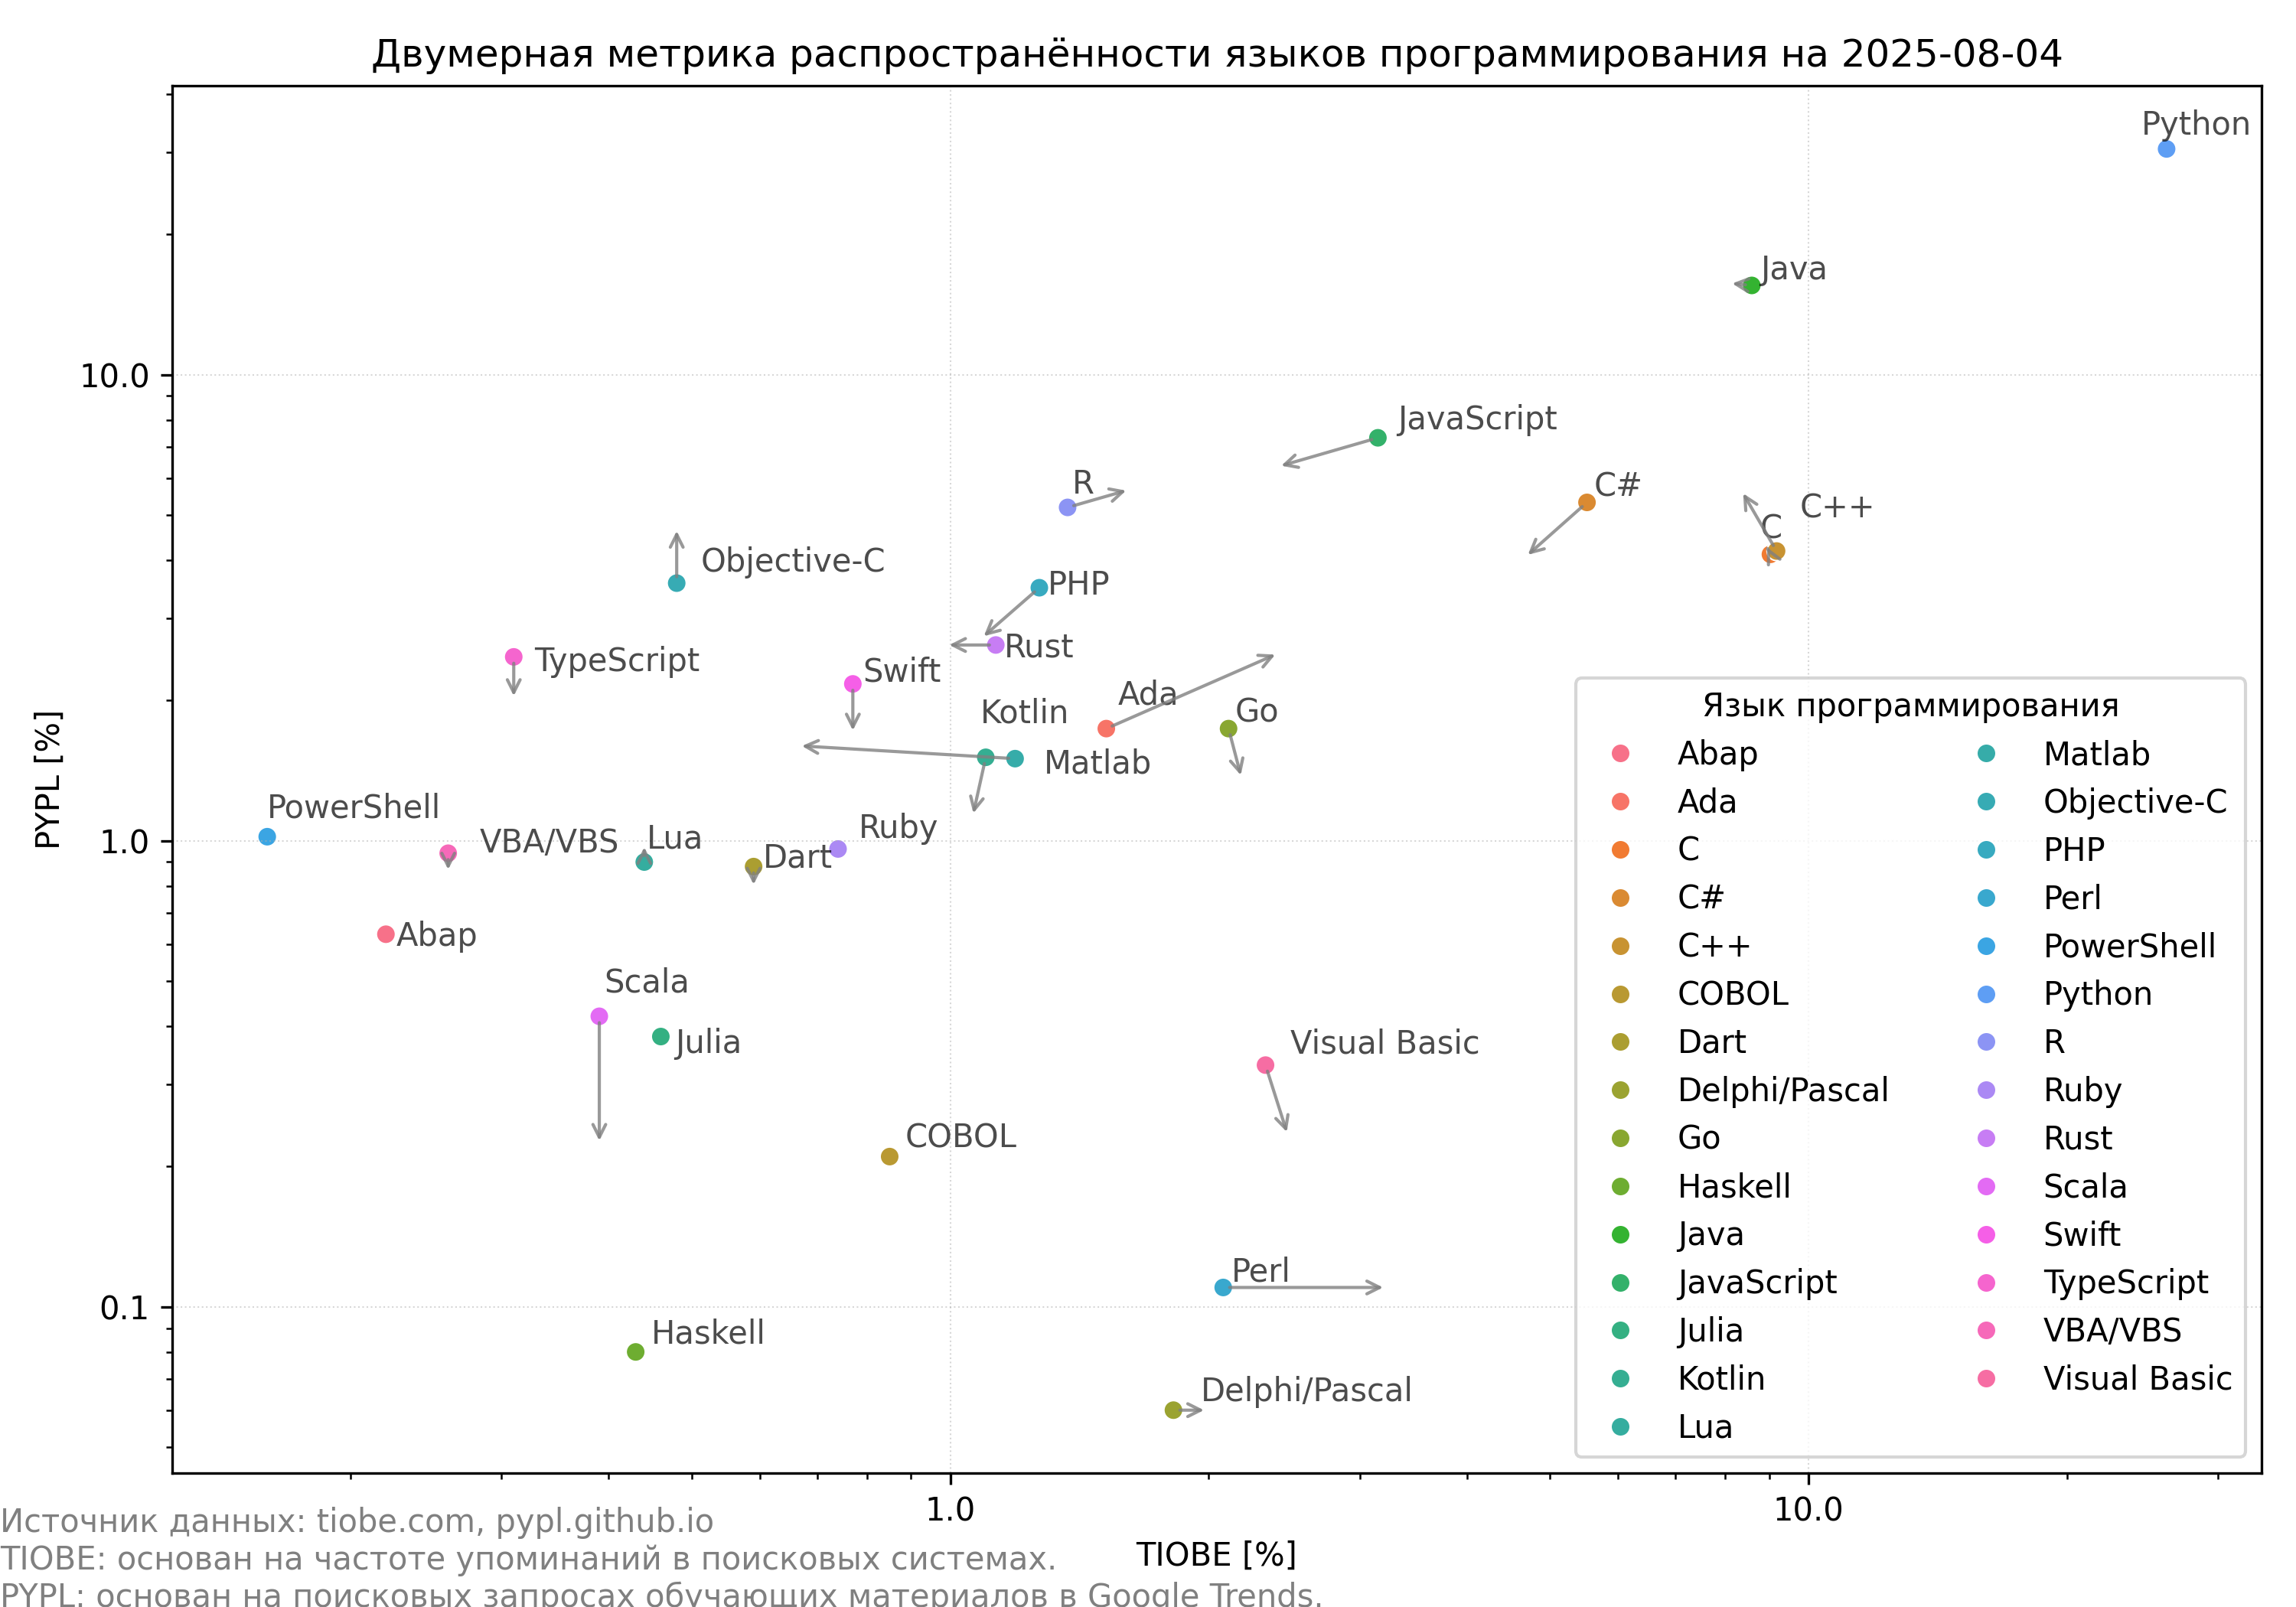 Двумерная метрика распространённости языков программирования на 2025-08-04
Python
Java
10.0
JavaScript
R
C#
C++
C
Objective-C
PHP
Rust
TypeScript
Swift
Ada
Kotlin
Go
Matlab
PYPL [%]
PowerShell
Ruby
1.0
VBA/VBS
Lua
Dart
Abap
Scala
Julia
Visual Basic
COBOL
Perl
0.1
Haskell
Delphi/Pascal
Язык программирования
Abap
Ada
C
C#
C++
COBOL
Dart
Delphi/Pascal
Go
Haskell
Java
JavaScript
Julia
Kotlin
Lua
Matlab
Objective-C
PHP
Perl
PowerShell
Python
R
Ruby
Rust
Scala
Swift
TypeScript
VBA/VBS
Visual Basic
1.0
10.0
TIOBE [%]
Источник данных: tiobe.com, pypl.github.io
TIOBE: основан на частоте упоминаний в поисковых системах.
PYPL: основан на поисковых запросах обучающих материалов в Google Trends.